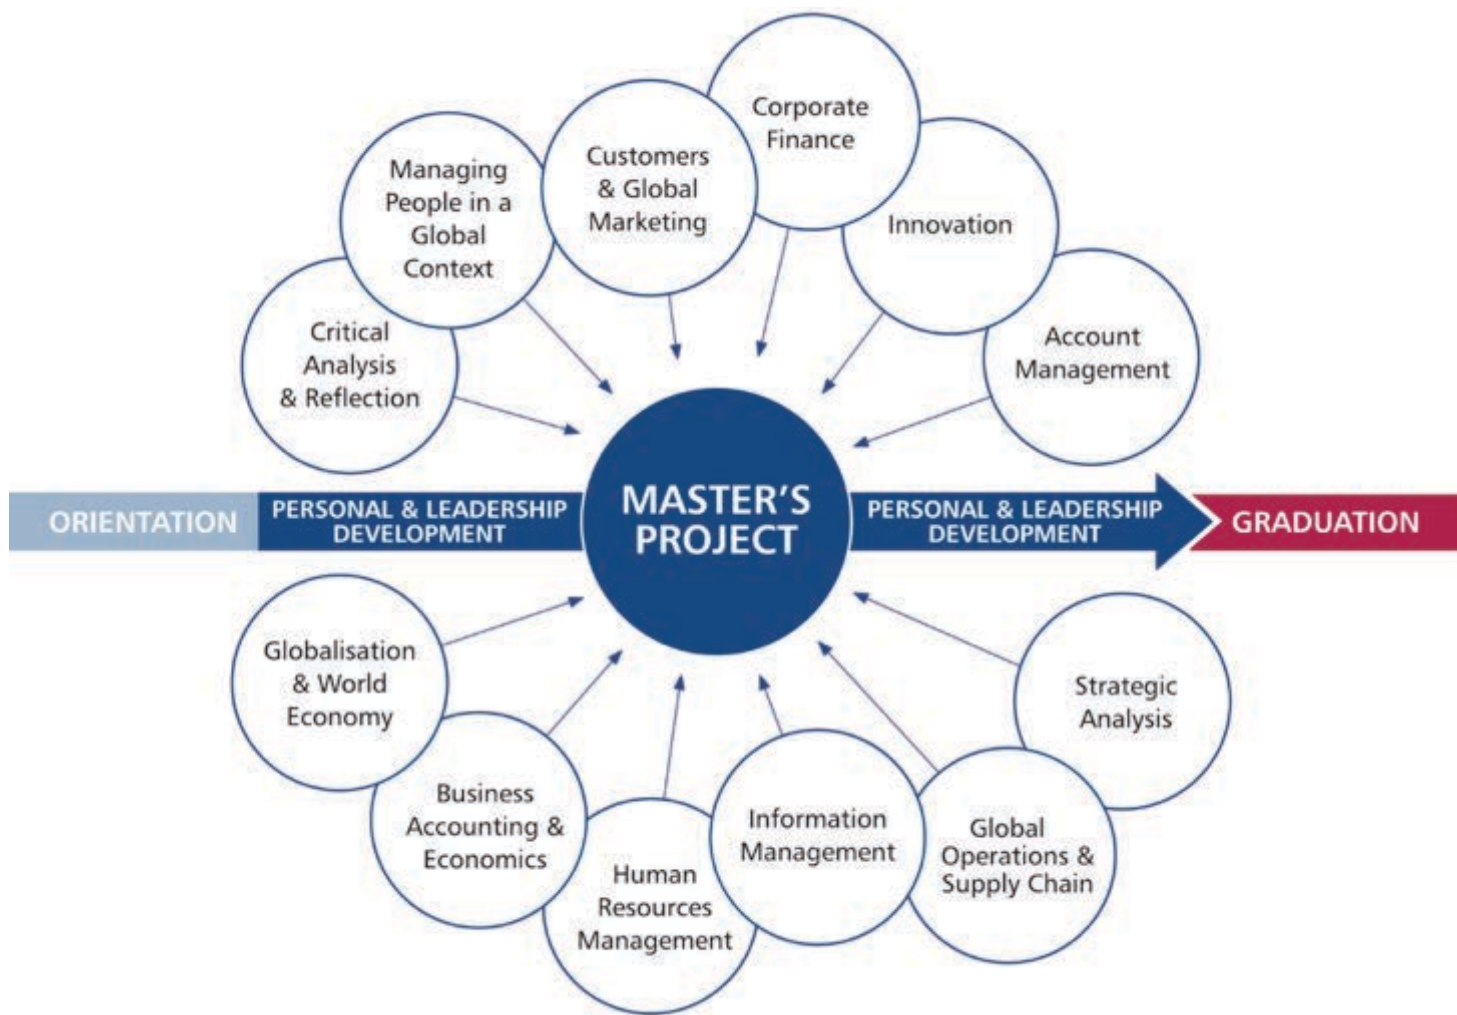 Corporate
Finance
Customers
& Global
Marketing
Managing
People in a
Global
Context
Innovation
Critical
Analysis
& Reflection
Account
Management
ORIENTATION
PERSONAL & LEADERSHIP
DEVELOPMENT
MASTER'S
PROJECT
PERSONAL & LEADERSHIP
DEVELOPMENT
GRADUATION
Globalisation
& World
Economy
Business
Accounting &
Economics
Human
Resources
Management
Information
Management
Global
Operations &
Supply Chain
Strategic
Analysis